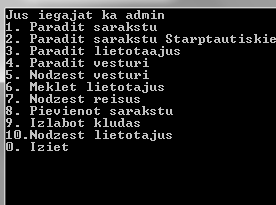 Jus iegajat ka admin
1. Paradit sarakstu
2. Paradit sarakstu Starptautiskie
3. Paradit lietotaajus
4. Paradit vesturi
5. Nodzest vesturi
6. Meklet lietotajus
7. Nodzest reisus
8. Pievienot sarakstu
9. Izlabot kludas
10.Nodzest lietotajus
0. Iziet